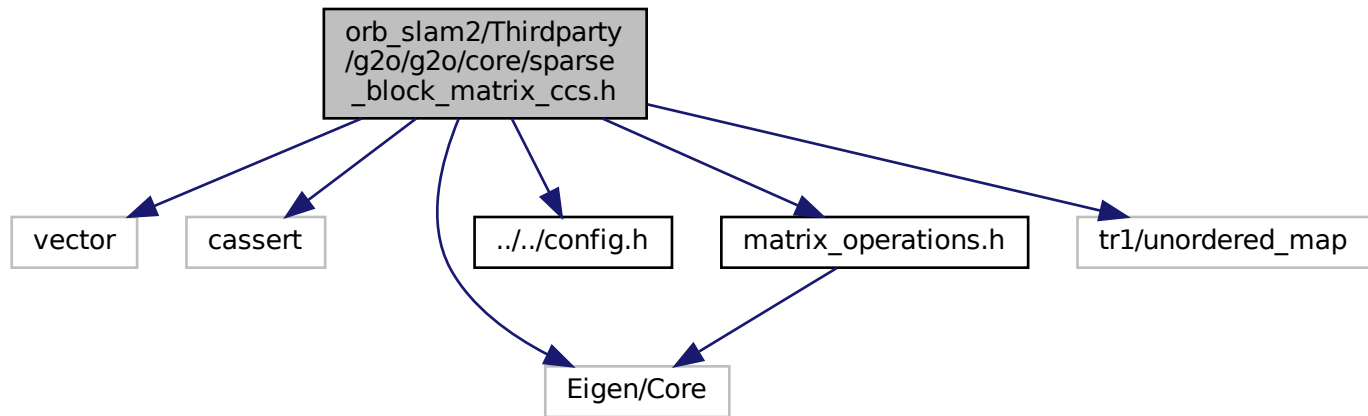 orb_slam2/Thirdparty
/g2o/g2o/core/sparse
_block_matrix_ccs.h
vector
cassert
../../config.h
matrix_operations.h
tr1/unordered_map
Eigen/Core